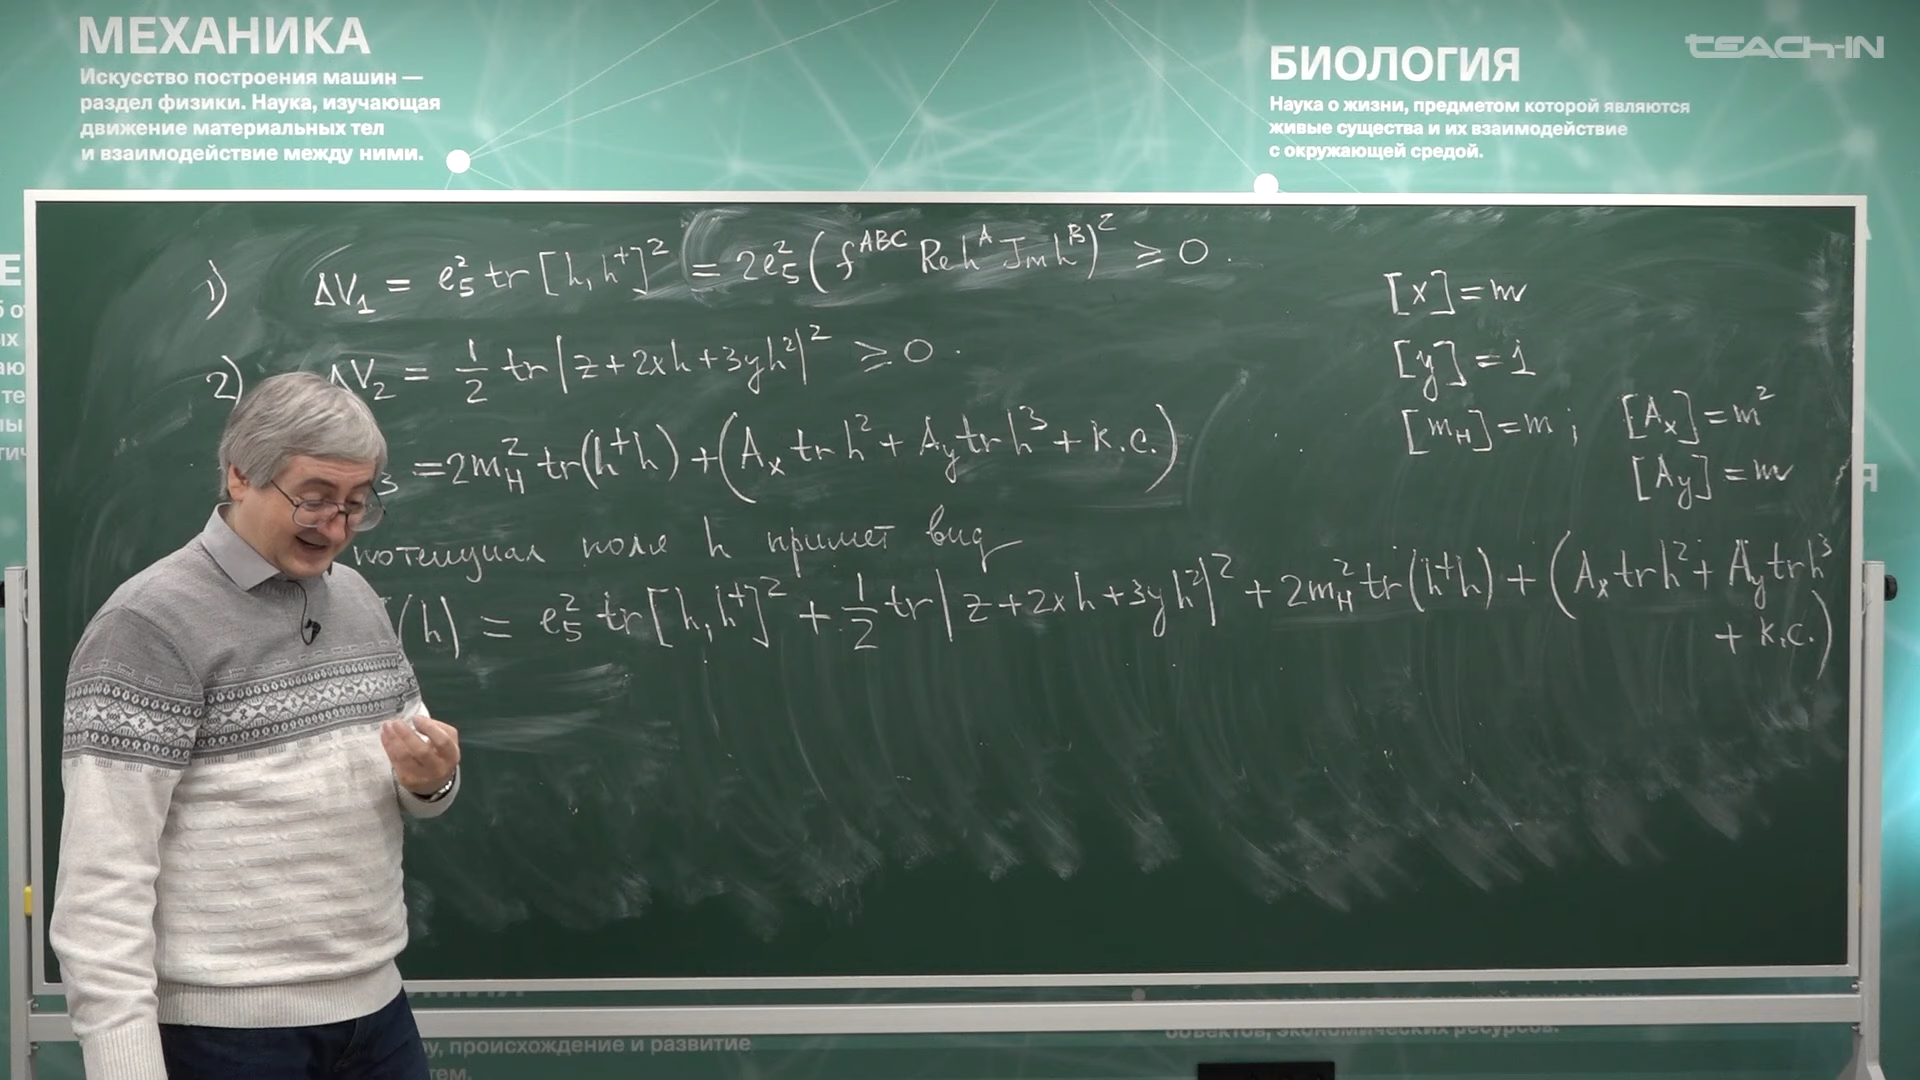 МЕХАНИКА
Искусство построения машин —
раздел физики. Наука, изучающая
движение материальных тел
и взаимодействие между ними.
БИОЛОГИЯ
Наука о жизни, предметом которой являются
живые существа и их взаимодействие
с окружающей средой.
TEACH-IN
1) ΔV₁ = e₅² tr [h, h⁺]² = 2e₅² (f^{ABC} Re h^A Jm h^B)² ≥ 0.
2) ΔV₂ = 1/2 tr |z + 2xh + 3yh²|² ≥ 0.
₃ = 2m_H² tr(h⁺h) + (A_x tr h² + A_y tr h³ + к.с.)
потенциал поля h примет вид
(h) = e₅² tr [h, h⁺]² + 1/2 tr |z + 2xh + 3yh²|² + 2m_H² tr (h⁺h) + (A_x tr h² + A_y tr h³
+ к.с.)
[x] = m
[y] = 1
[m_H] = m; [A_x] = m²
[A_y] = m
происхождение и развитие